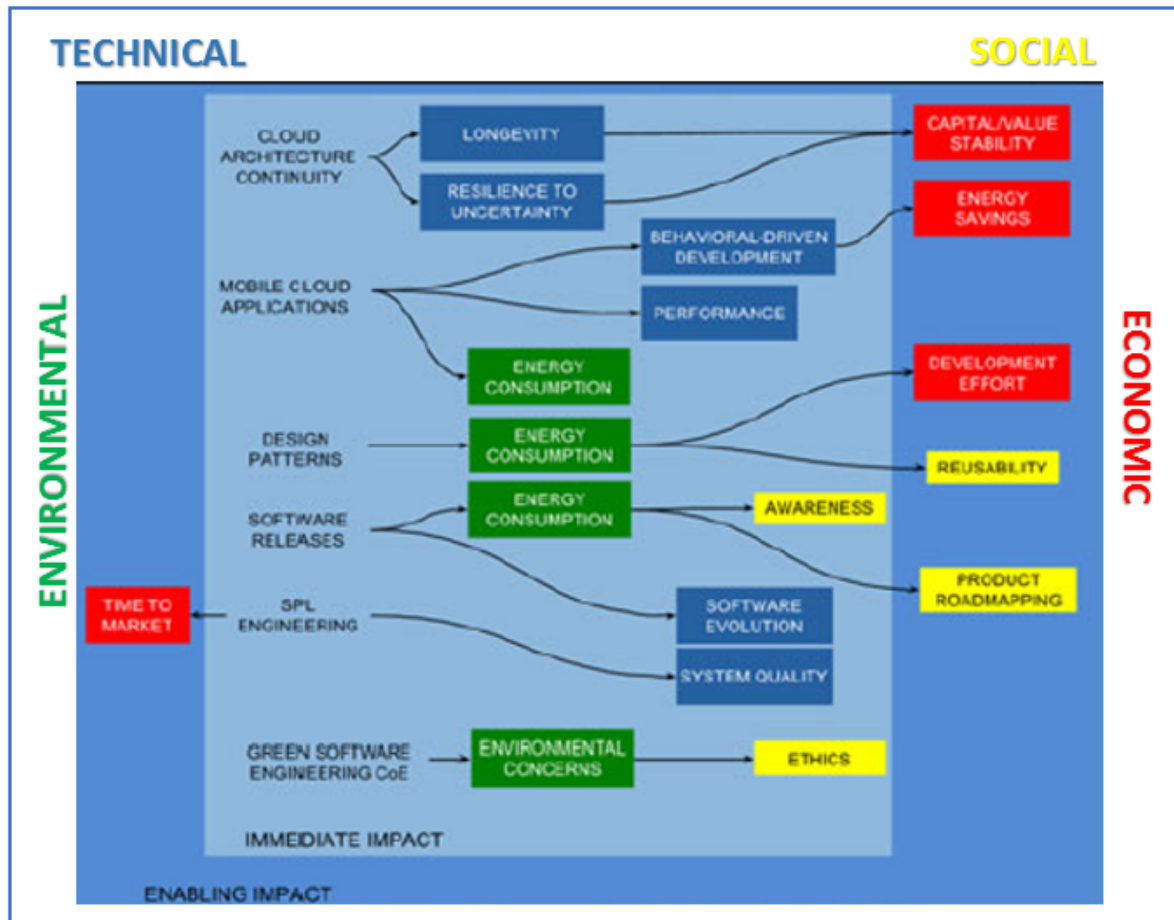 TECHNICAL
SOCIAL
ENVIRONMENTAL
ECONOMIC
CLOUD
ARCHITECTURE
CONTINUITY
LONGEVITY
RESILIENCE TO
UNCERTAINTY
CAPITAL/VALUE
STABILITY
ENERGY
SAVINGS
BEHAVIORAL-DRIVEN
DEVELOPMENT
MOBILE CLOUD
APPLICATIONS
PERFORMANCE
ENERGY
CONSUMPTION
DEVELOPMENT
EFFORT
DESIGN
PATTERNS
ENERGY
CONSUMPTION
REUSABILITY
SOFTWARE
RELEASES
ENERGY
CONSUMPTION
AWARENESS
PRODUCT
ROADMAPPING
TIME TO
MARKET
SPL
ENGINEERING
SOFTWARE
EVOLUTION
SYSTEM QUALITY
GREEN SOFTWARE
ENGINEERING CoE
ENVIRONMENTAL
CONCERNS
ETHICS
IMMEIDIATE IMPACT
ENABLING IMPACT